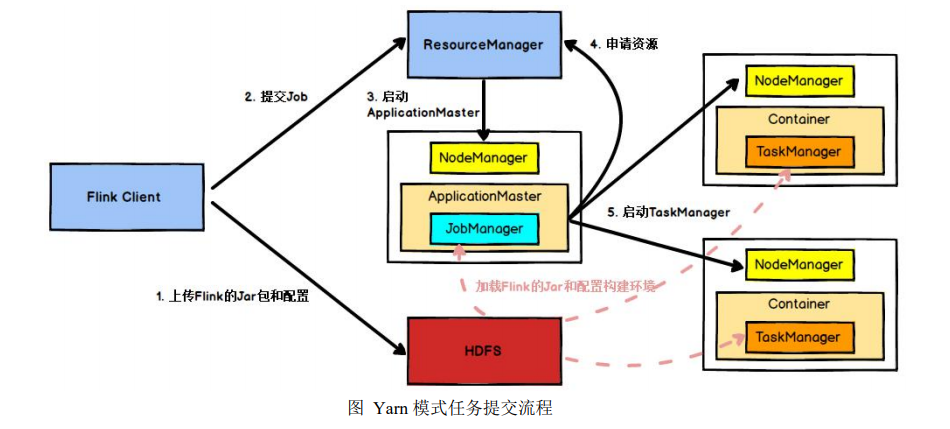 ResourceManager
4. 申请资源
2. 提交Job
3. 启动
ApplicationMaster
NodeManager
Container
TaskManager
NodeManager
ApplicationMaster
JobManager
Flink Client
5. 启动TaskManager
NodeManager
Container
TaskManager
1. 上传Flink的Jar包和配置
加载Flink的Jar和配置构建环境
HDFS
图 Yarn 模式任务提交流程